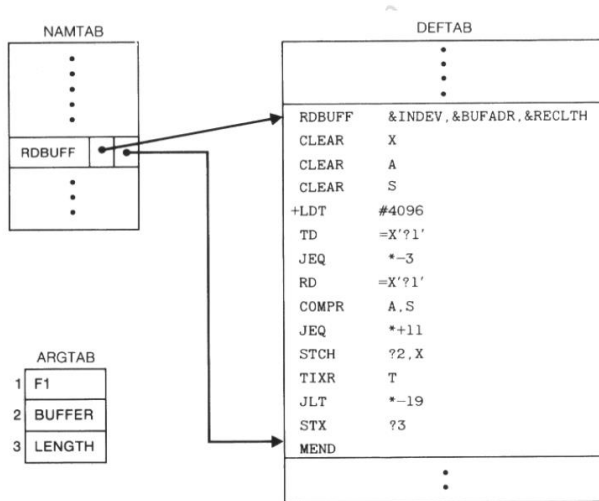 NAMTAB
RDBUFF
DEFTAB
RDBUFF &INDEV,&BUFADR,&RECLTH
CLEAR X
CLEAR A
CLEAR S
+LDT #4096
TD =X'?1'
JEQ *-3
RD =X'?1'
COMPR A,S
JEQ *+11
STCH ?2,X
TIXR T
JLT *-19
STX ?3
MEND
ARGTAB
1 F1
2 BUFFER
3 LENGTH